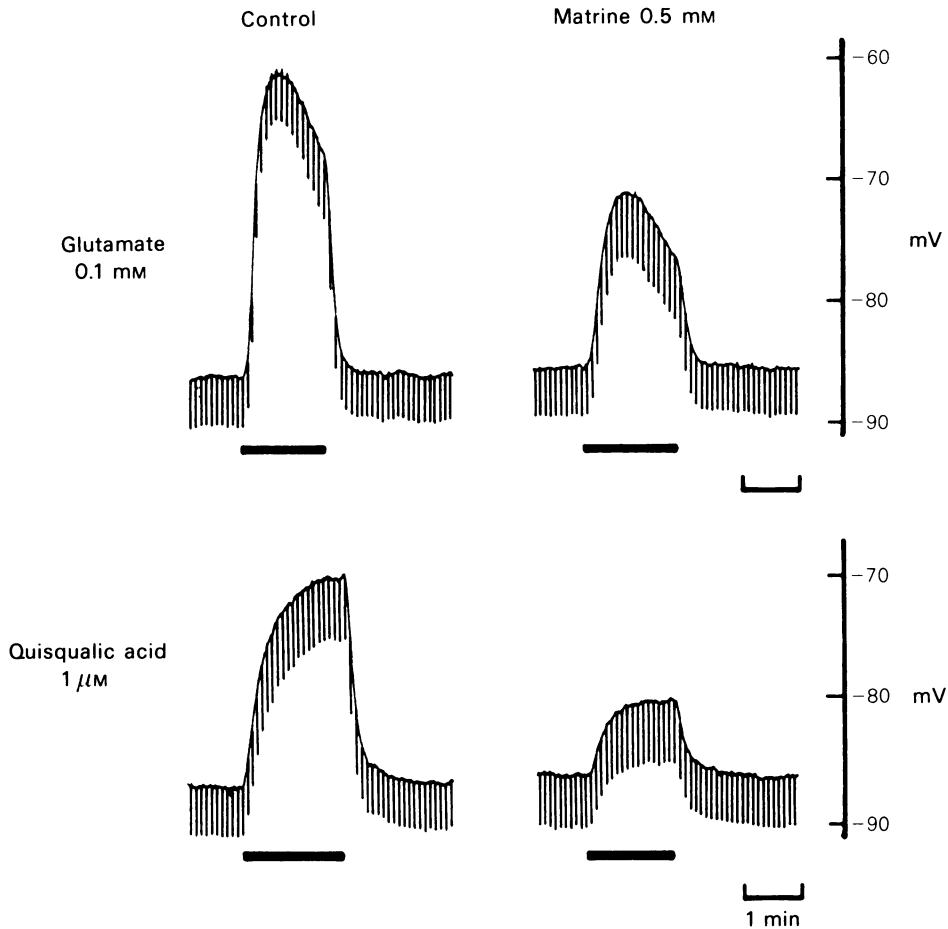 Control
Matrine 0.5 mM
−60
−70
−80
−90
mV
Glutamate
0.1 mM
−70
−80
−90
mV
Quisqualic acid
1 μM
1 min